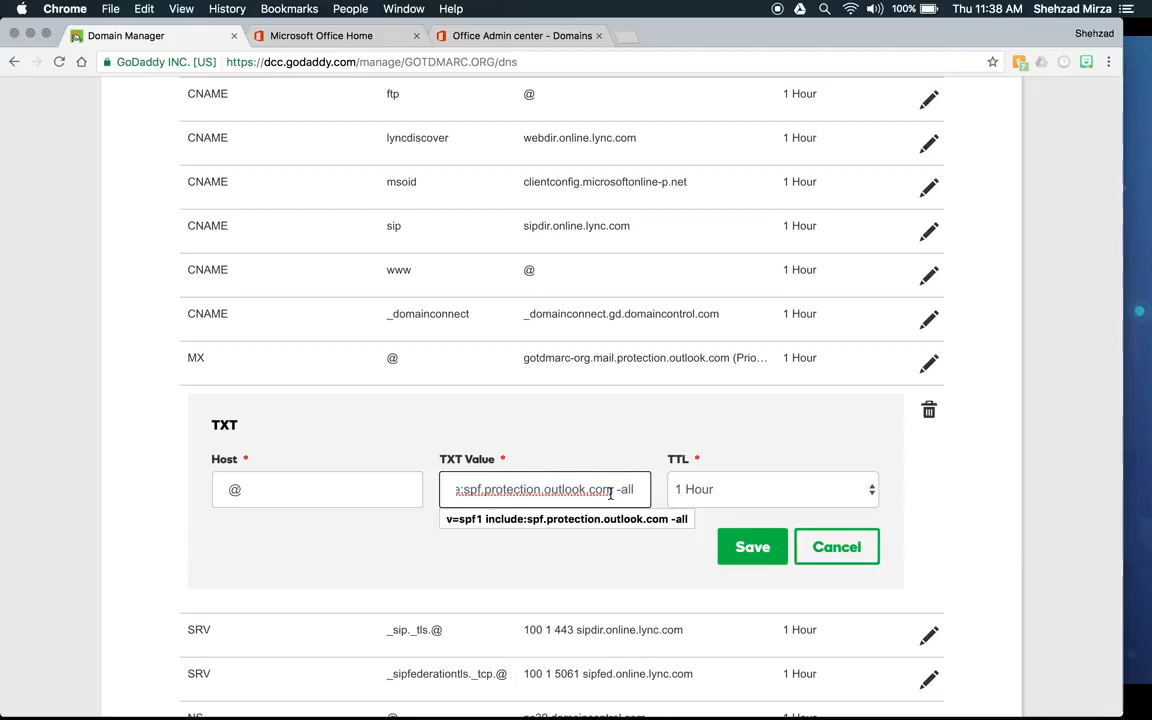 Chrome File Edit View History Bookmarks People Window Help 100% Thu 11:38 AM Shehzad Mirza
Domain Manager Microsoft Office Home Office Admin center - Domains Shehzad
GoDaddy INC. [US] https://dcc.godaddy.com/manage/GOTDMARC.ORG/dns
CNAME ftp @ 1 Hour
CNAME lyncdiscover webdir.online.lync.com 1 Hour
CNAME msoid clientconfig.microsoftonline-p.net 1 Hour
CNAME sip sipdir.online.lync.com 1 Hour
CNAME www @ 1 Hour
CNAME _domainconnect _domainconnect.gd.domaincontrol.com 1 Hour
MX @ gotdmarc-org.mail.protection.outlook.com (Prio... 1 Hour
TXT
Host * TXT Value * TTL *
@ e:spf.protection.outlook.com -all 1 Hour
v=spf1 include:spf.protection.outlook.com -all
Save Cancel
SRV _sip._tls.@ 100 1 443 sipdir.online.lync.com 1 Hour
SRV _sipfederationtls._tcp.@ 100 1 5061 sipfed.online.lync.com 1 Hour